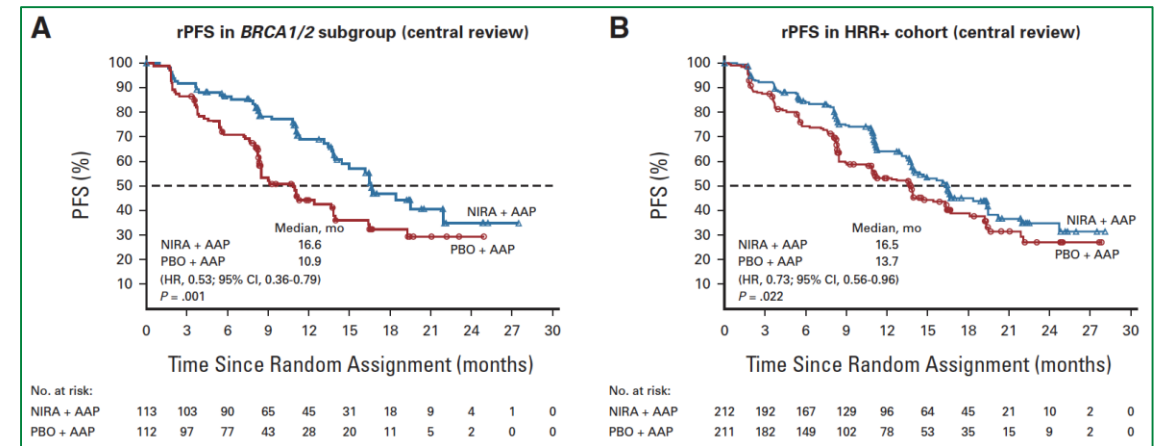 A
rPFS in BRCA1/2 subgroup (central review)
100
90
80
70
60
50
40
30
20
10
PFS (%)
NIRA + AAP
PBO + AAP
Median, mo
NIRA + AAP 16.6
PBO + AAP 10.9
(HR, 0.53; 95% CI, 0.36-0.79)
P = .001
0 3 6 9 12 15 18 21 24 27 30
Time Since Random Assignment (months)
No. at risk:
NIRA + AAP 113 103 90 65 45 31 18 9 4 1 0
PBO + AAP 112 97 77 43 28 20 11 5 2 0 0
B
rPFS in HRR+ cohort (central review)
100
90
80
70
60
50
40
30
20
10
PFS (%)
NIRA + AAP
PBO + AAP
Median, mo
NIRA + AAP 16.5
PBO + AAP 13.7
(HR, 0.73; 95% CI, 0.56-0.96)
P = .022
0 3 6 9 12 15 18 21 24 27 30
Time Since Random Assignment (months)
No. at risk:
NIRA + AAP 212 192 167 129 96 64 45 21 10 2 0
PBO + AAP 211 182 149 102 78 53 35 15 9 2 0